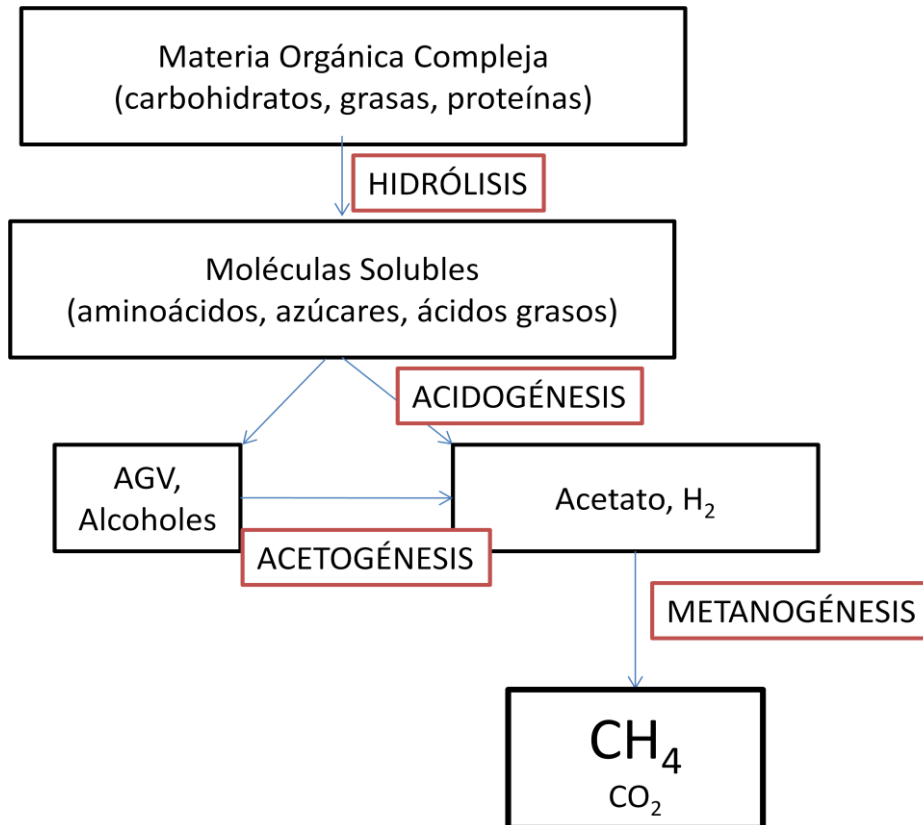 Materia Orgánica Compleja
(carbohidratos, grasas, proteínas)
HIDRÓLISIS
Moléculas Solubles
(aminoácidos, azúcares, ácidos grasos)
ACIDOGÉNESIS
AGV,
Alcoholes
Acetato, H₂
ACETOGÉNESIS
METANOGÉNESIS
CH₄
CO₂